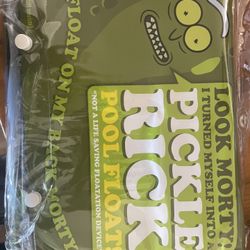 LOOK MORTY
I TURNED MYSELF INTO A
PICKLE
RICK
POOL FLOAT
*NOT A LIFE SAVING FLOATATION DEVICE
FLOAT ON MY BACK, MORTY